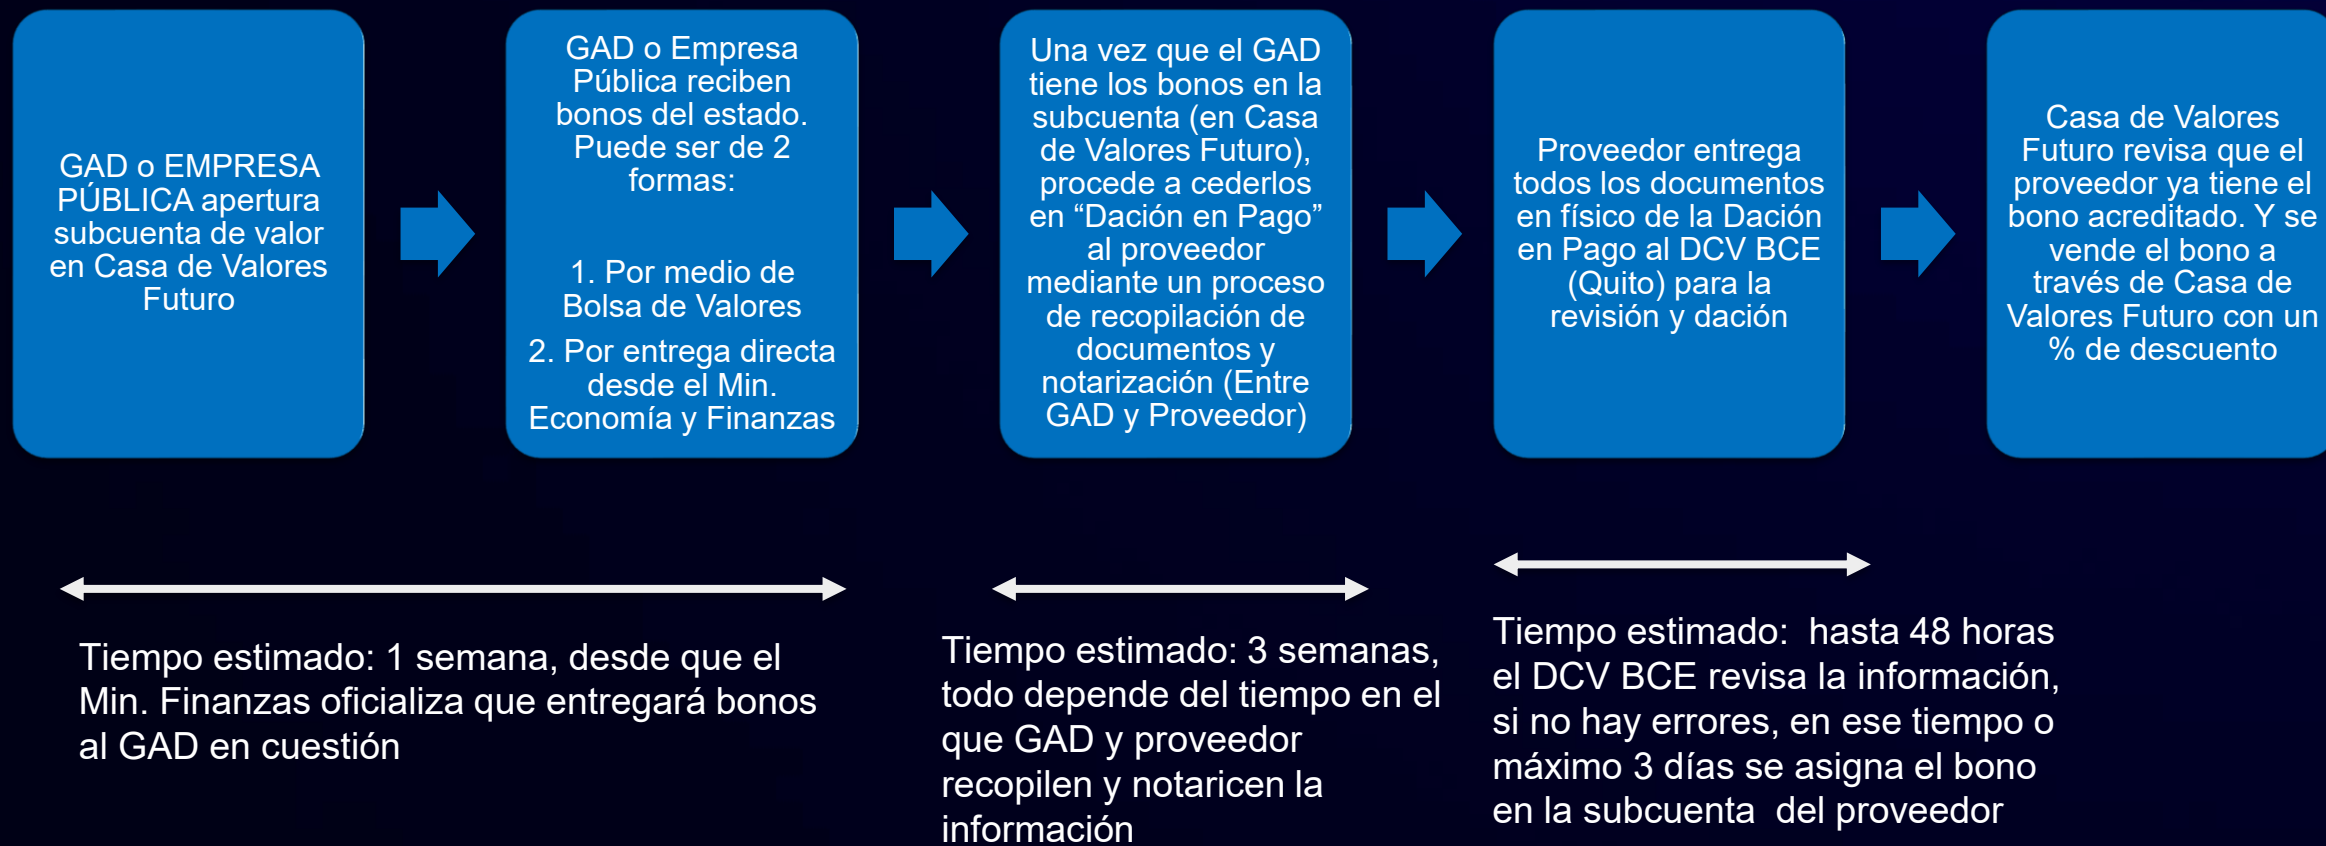 GAD o EMPRESA
PÚBLICA apertura
subcuenta de valor
en Casa de Valores
Futuro
GAD o Empresa
Pública reciben
bonos del estado.
Puede ser de 2
formas:
1. Por medio de
Bolsa de Valores
2. Por entrega directa
desde el Min.
Economía y Finanzas
Una vez que el GAD
tiene los bonos en la
subcuenta (en Casa
de Valores Futuro),
procede a cederlos
en “Dación en Pago”
al proveedor
mediante un proceso
de recopilación de
documentos y
notarización (Entre
GAD y Proveedor)
Proveedor entrega
todos los documentos
en físico de la Dación
en Pago al DCV BCE
(Quito) para la
revisión y dación
Casa de Valores
Futuro revisa que el
proveedor ya tiene el
bono acreditado. Y se
vende el bono a
través de Casa de
Valores Futuro con un
% de descuento
Tiempo estimado: 1 semana, desde que el
Min. Finanzas oficializa que entregará bonos
al GAD en cuestión
Tiempo estimado: 3 semanas,
todo depende del tiempo en el
que GAD y proveedor
recopilen y notaricen la
información
Tiempo estimado:  hasta 48 horas
el DCV BCE revisa la información,
si no hay errores, en ese tiempo o
máximo 3 días se asigna el bono
en la subcuenta  del proveedor